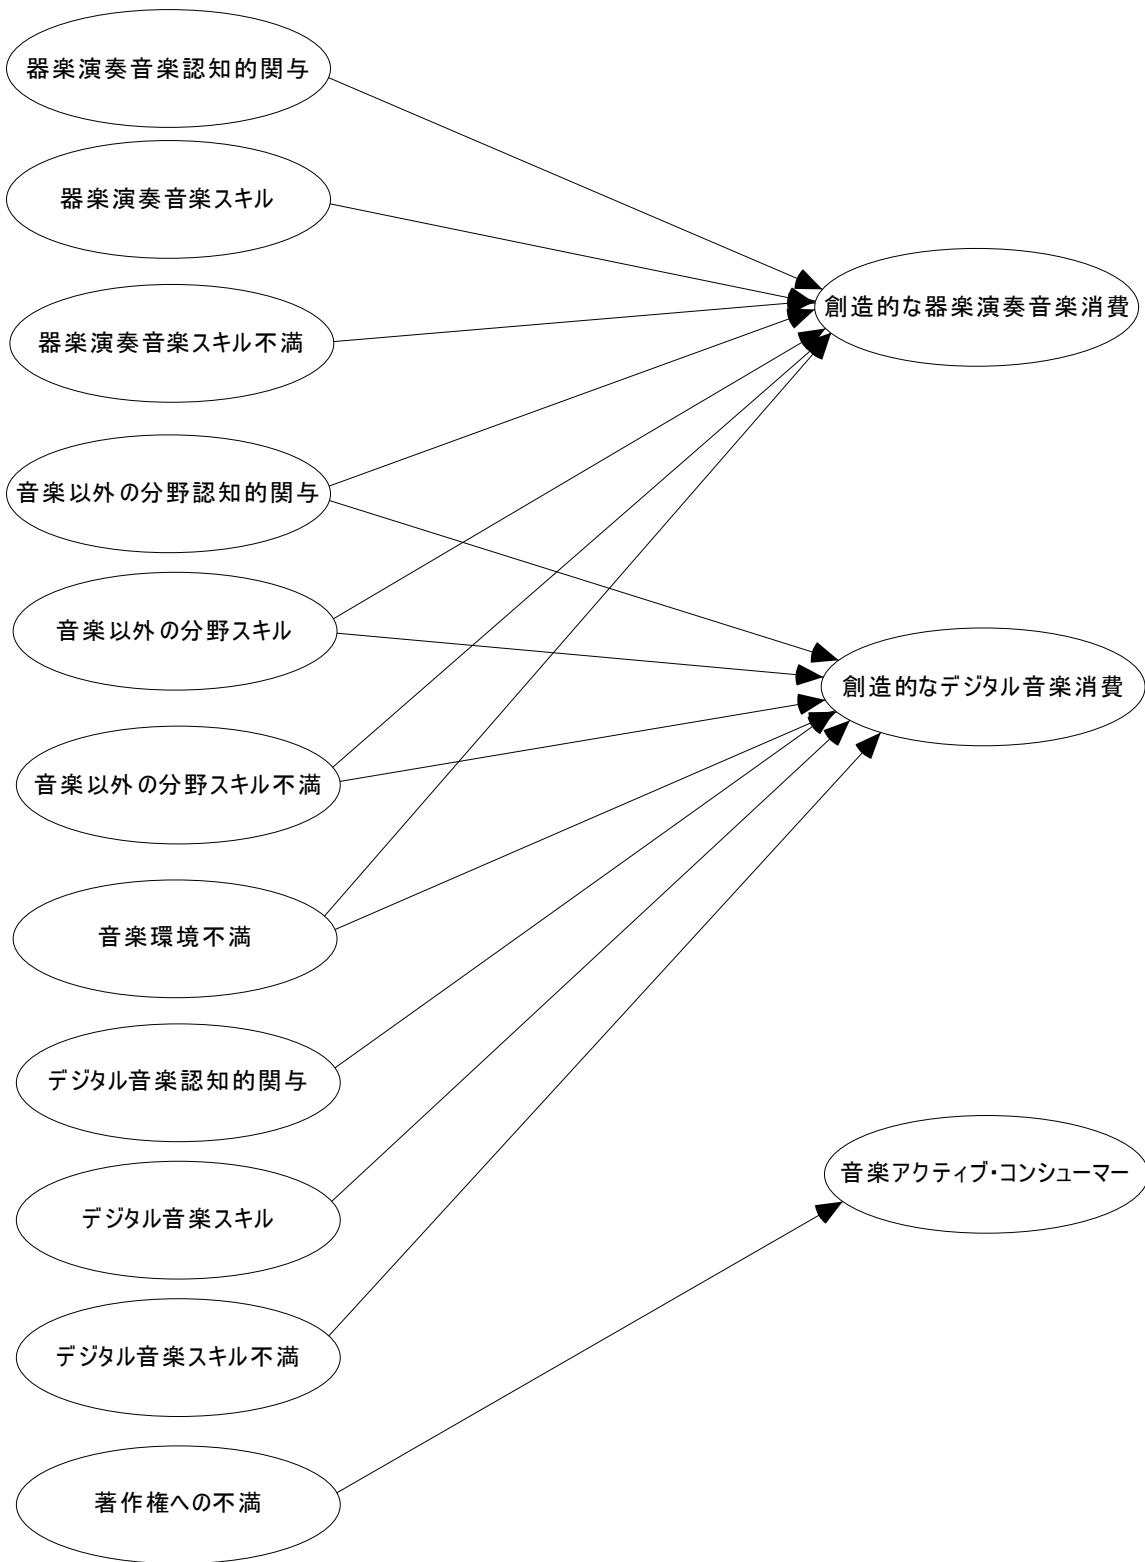 器楽演奏音楽認知的関与
器楽演奏音楽スキル
器楽演奏音楽スキル不満
音楽以外の分野認知的関与
音楽以外の分野スキル
音楽以外の分野スキル不満
音楽環境不満
デジタル音楽認知的関与
デジタル音楽スキル
デジタル音楽スキル不満
著作権への不満
創造的な器楽演奏音楽消費
創造的なデジタル音楽消費
音楽アクティブ・コンシューマー